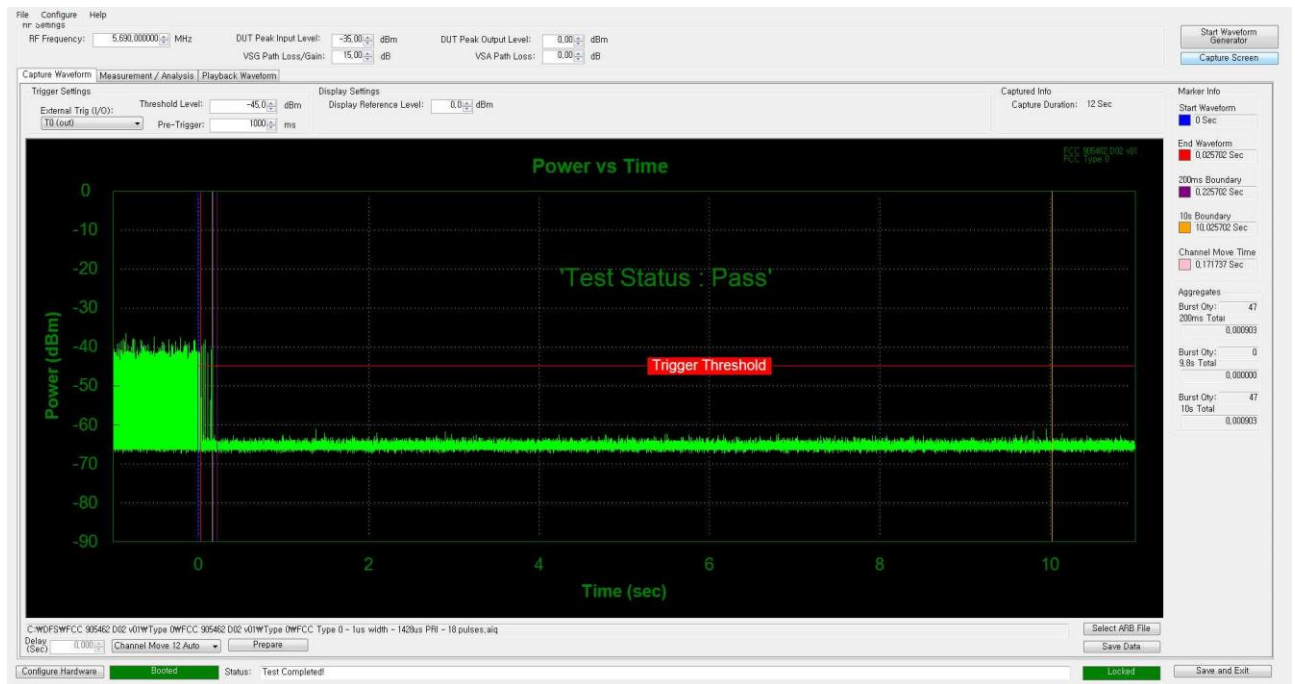 File Configure Help
RF Settings
RF Frequency: 5,690,000000 MHz DUT Peak Input Level: -35,00 dBm DUT Peak Output Level: 0,00 dBm
VSG Path Loss/Gain: 15,00 dB VSA Path Loss: 0,00 dB
Start Waveform
Generator
Capture Screen
Capture Waveform Measurement / Analysis Playback Waveform
Trigger Settings
External Trig (I/O):
T0 (out)
Threshold Level: -45,0 dBm
Pre-Trigger: 1000 ms
Display Settings
Display Reference Level: 0,0 dBm
Captured Info
Capture Duration: 12 Sec
Marker Info
Start Waveform
0 Sec
End Waveform
0,025702 Sec
200ms Boundary
0,225702 Sec
10s Boundary
10,025702 Sec
Channel Move Time
0,171737 Sec
Aggregates
Burst Qty: 47
200ms Total
0,000903
Burst Qty: 0
9,8s Total
0,000000
Burst Qty: 47
10s Total
0,000903
FCC 905462 D02 v01
FCC Type 0
Power vs Time
'Test Status : Pass'
Trigger Threshold
Power (dBm)
0
-10
-20
-30
-40
-50
-60
-70
-80
-90
0 2 4 6 8 10
Time (sec)
C:₩DFS₩FCC 905462 D02 v01₩Type 0₩FCC 905462 D02 v01₩Type 0₩FCC Type 0 - 1us width - 1428us PRI - 18 pulses,aiq
Select ARB File
Delay
(Sec) 0,000 Channel Move 12 Auto Prepare
Save Data
Configure Hardware Booted Status: Test Completed! Locked Save and Exit